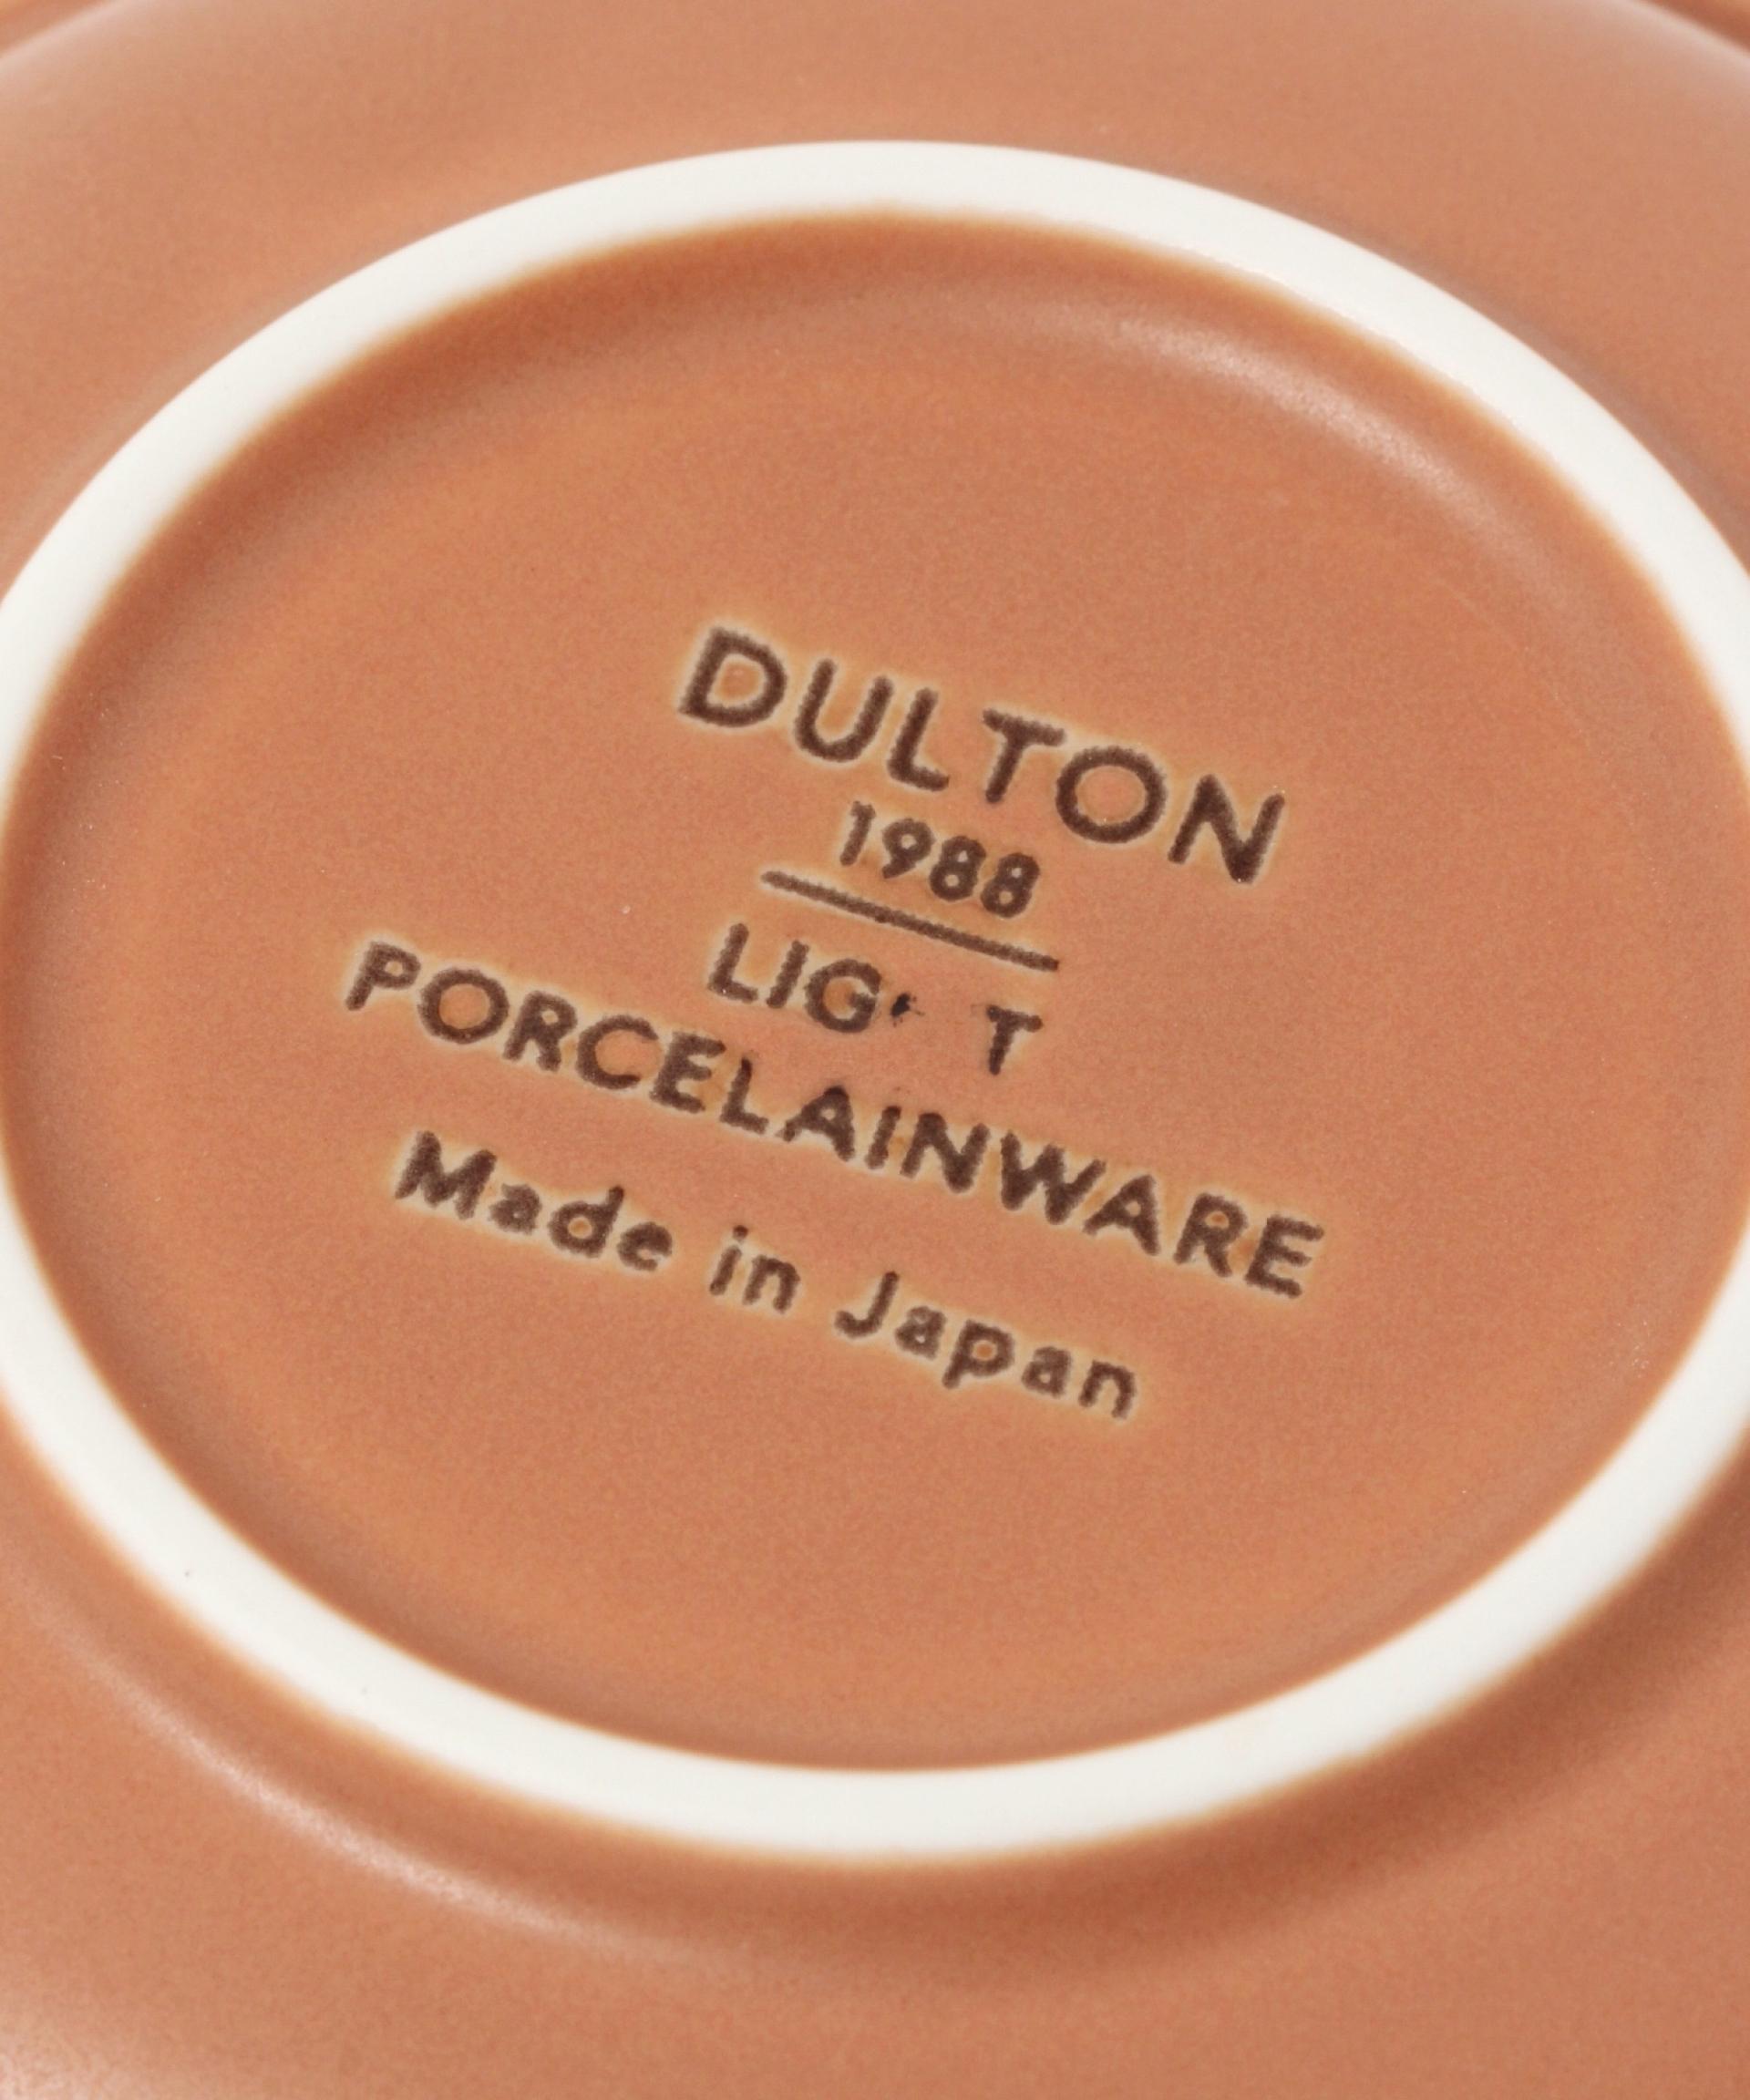 DULTON
1988
PORCELAINWARE
Made in Japan